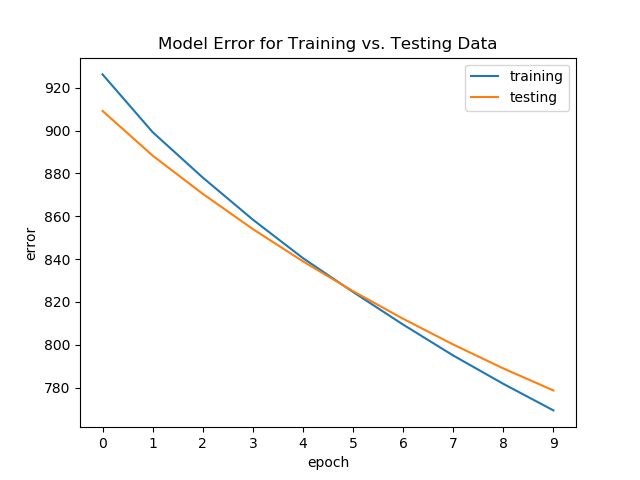 Model Error for Training vs. Testing Data
training
testing
920
900
880
860
840
820
800
780
error
0 1 2 3 4 5 6 7 8 9
epoch